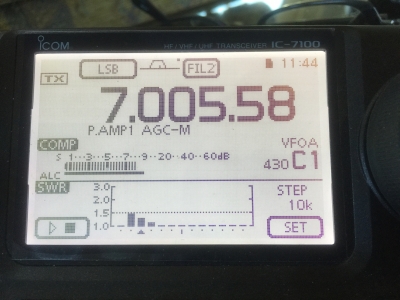 ICOM HF/VHF/UHF TRANSCEIVER IC-7100
LSB FIL2 11:44
TX
7.005.58
P.AMP1 AGC-M
COMP VFOA
S 1···3···5···7···9··20··40··60dB 430 C1
ALC
SWR 3.0 STEP
2.0 10k
1.5
1.0 SET